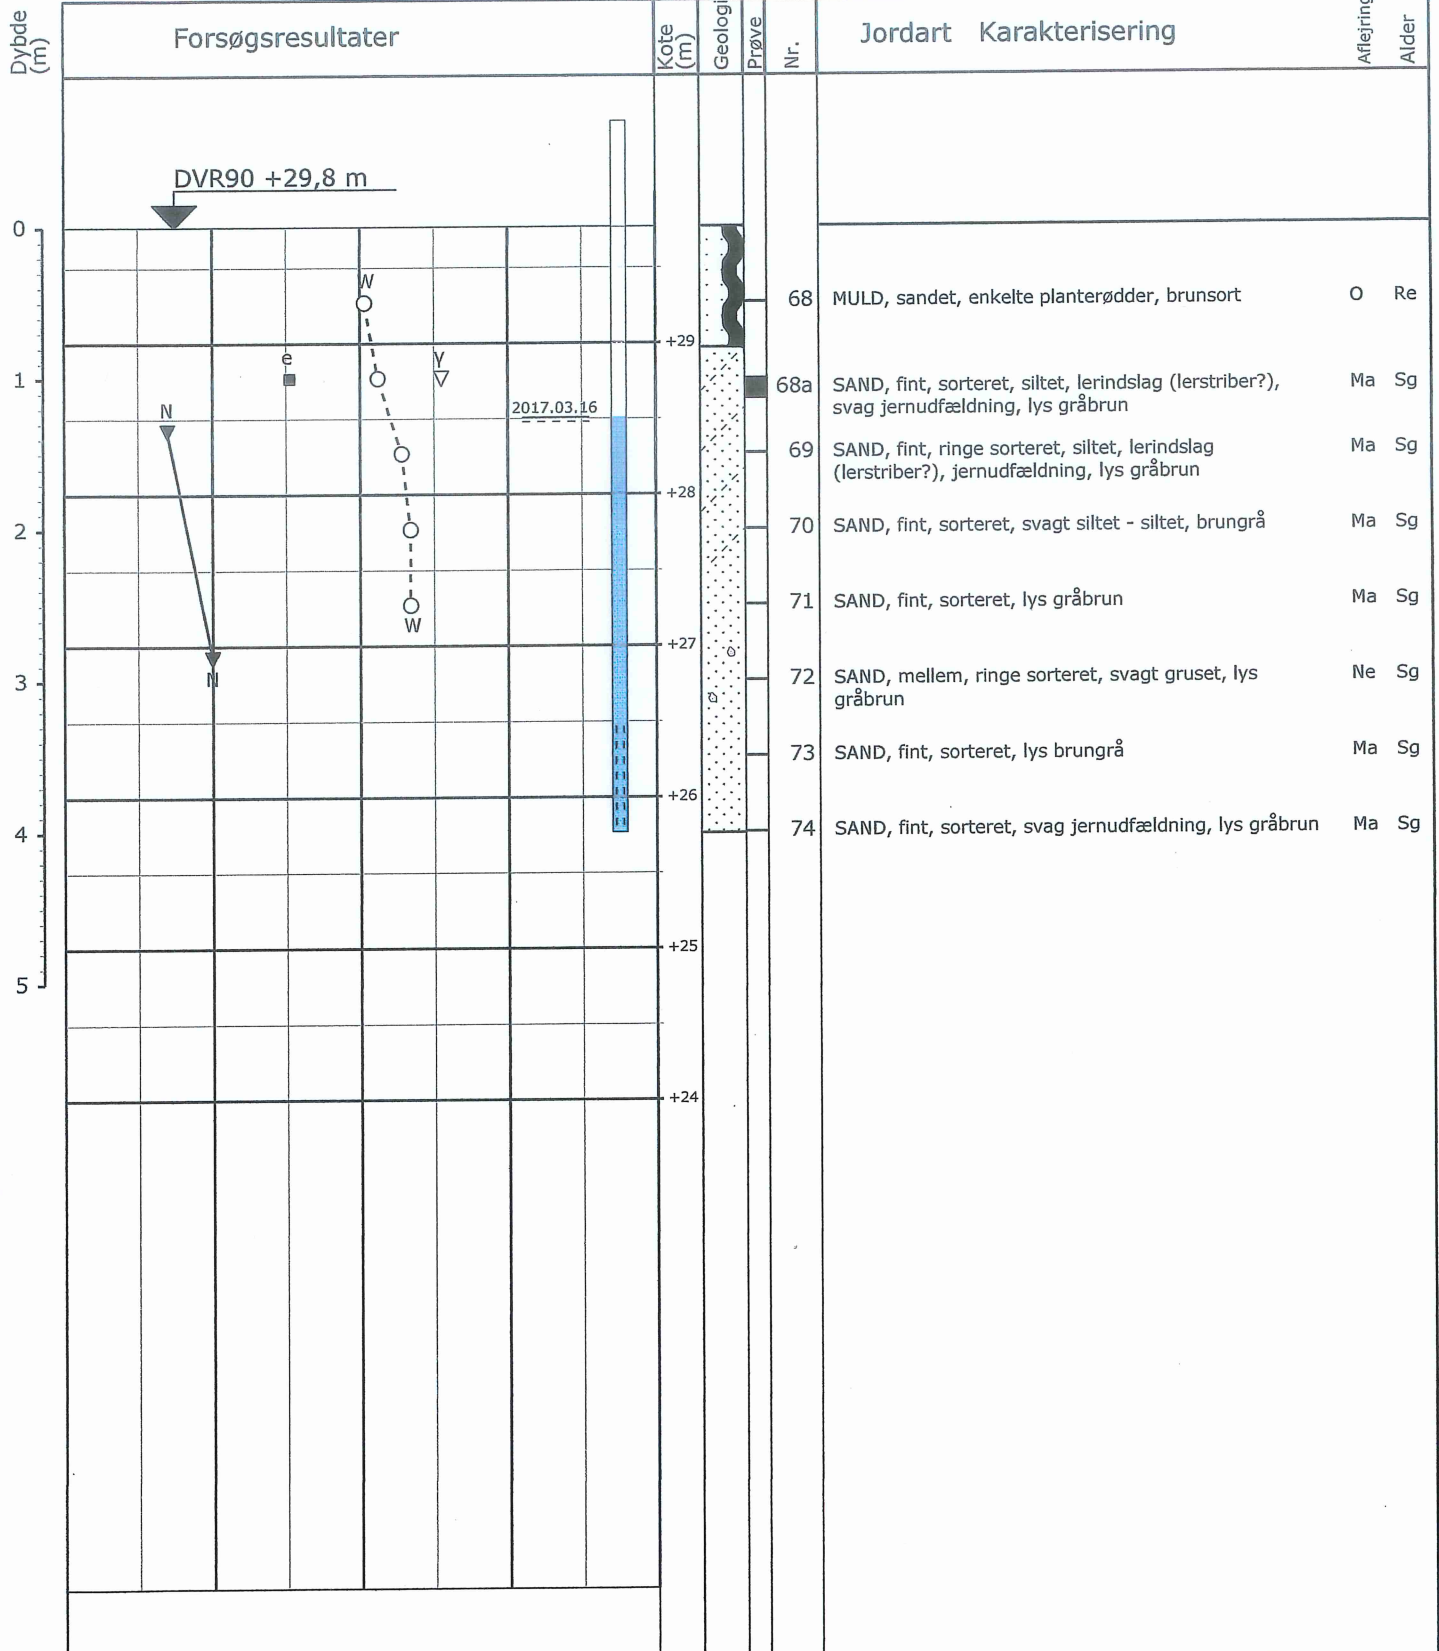 Dybde
(m)
Forsøgsresultater
Kote
(m)
Geologi
Prøve
Nr.
Jordart Karakterisering
Aflejring
Alder
DVR90 +29,8 m
0
W
68 MULD, sandet, enkelte planterødder, brunsort O Re
+29
e
γ
1
68a SAND, fint, sorteret, siltet, lerindslag (lerstriber?), Ma Sg
svag jernudfældning, lys gråbrun
N
2017.03.16
69 SAND, fint, ringe sorteret, siltet, lerindslag Ma Sg
(lerstriber?), jernudfældning, lys gråbrun
+28
2
70 SAND, fint, sorteret, svagt siltet - siltet, brungrå Ma Sg
71 SAND, fint, sorteret, lys gråbrun Ma Sg
W
+27
3
N
72 SAND, mellem, ringe sorteret, svagt gruset, lys Ne Sg
gråbrun
73 SAND, fint, sorteret, lys brungrå Ma Sg
+26
4
74 SAND, fint, sorteret, svag jernudfældning, lys gråbrun Ma Sg
+25
5
+24